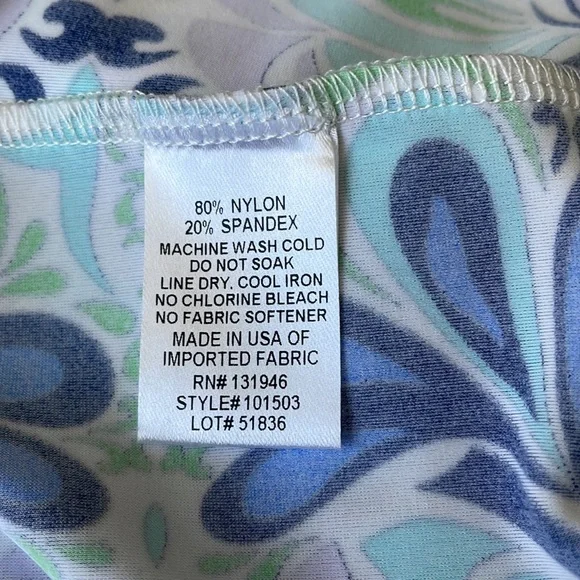 80% NYLON
20% SPANDEX
MACHINE WASH COLD
DO NOT SOAK
LINE DRY, COOL IRON
NO CHLORINE BLEACH
NO FABRIC SOFTENER
MADE IN USA OF
IMPORTED FABRIC
RN# 131946
STYLE# 101503
LOT# 51836